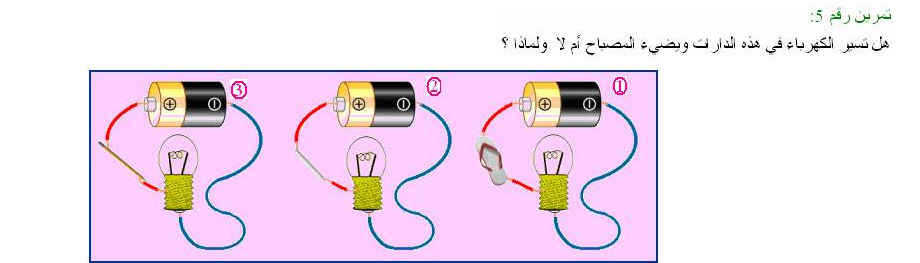 تمرين رقم 5:
هل تسير الكهرباء في هذه الدارات ويضيء المصباح أم لا ولماذا ؟
③ ② ①